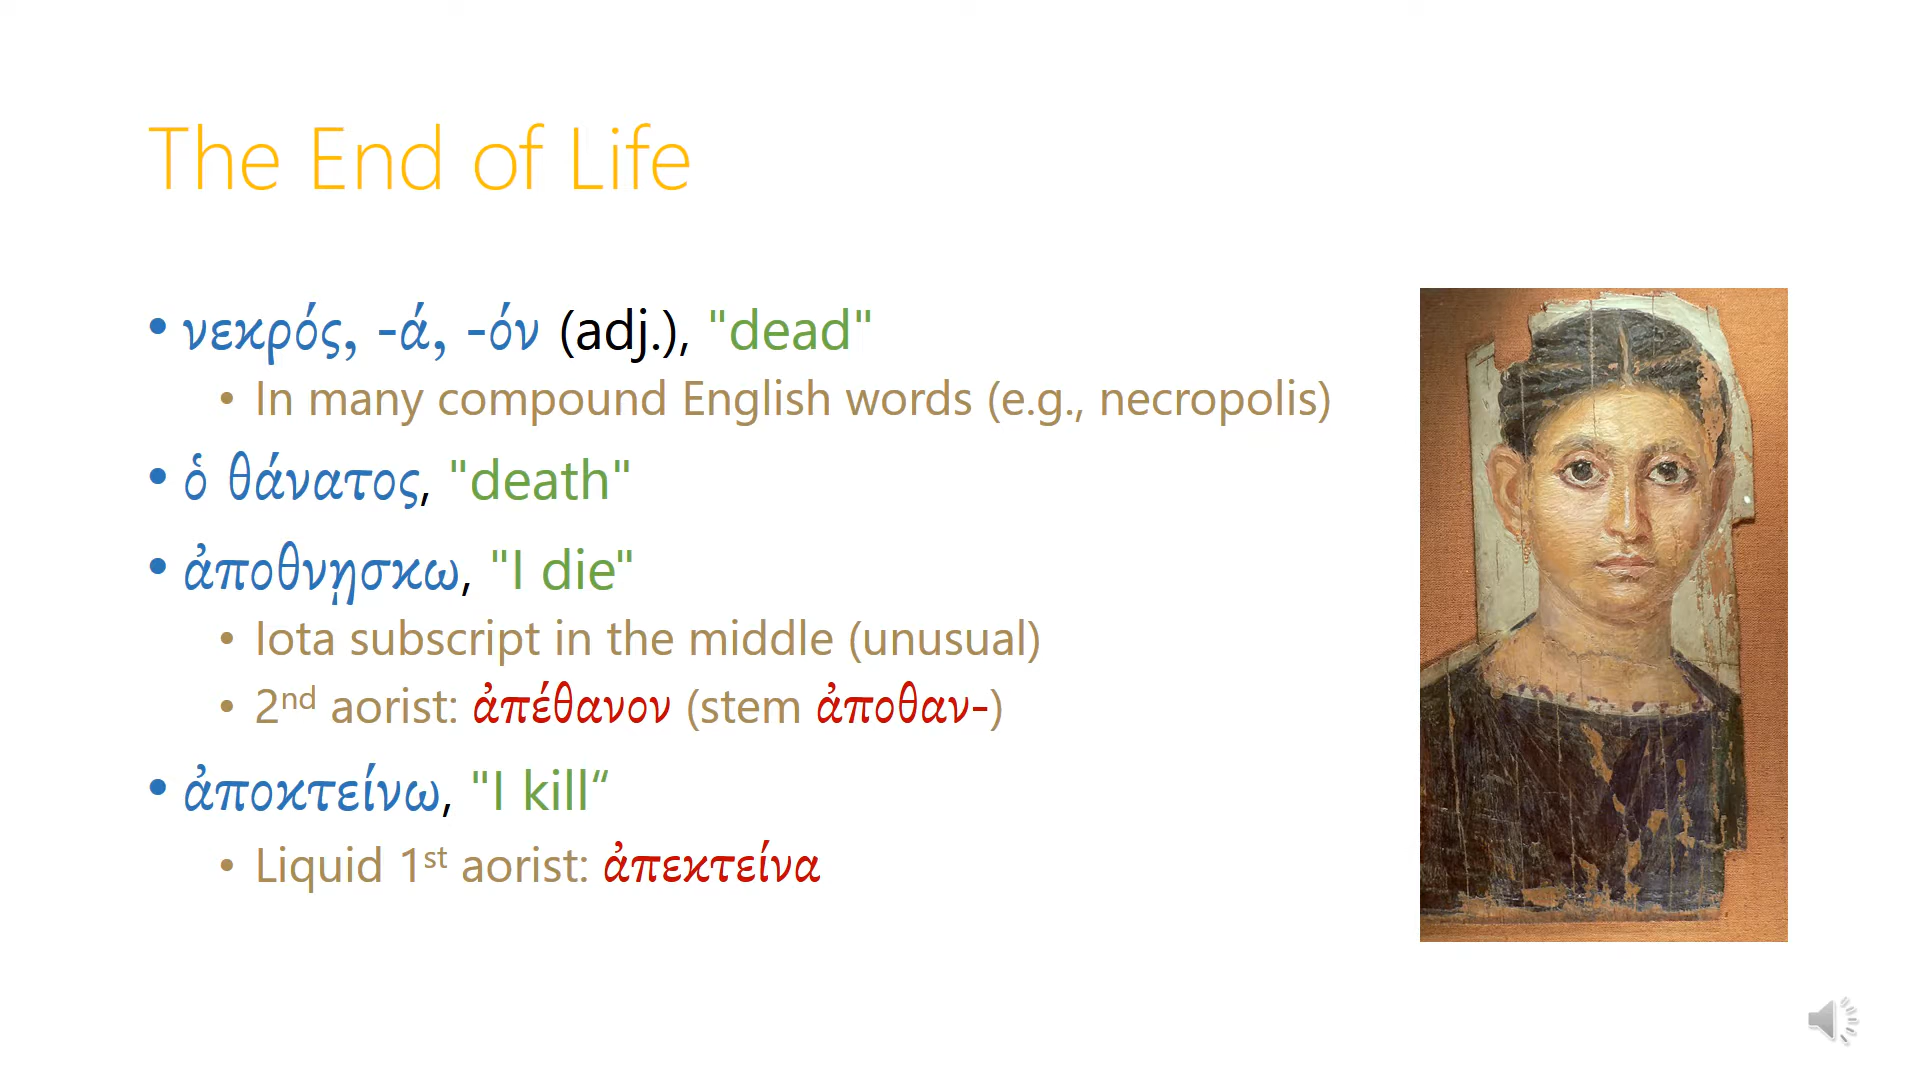 The End of Life
• νεκρός, -ά, -όν (adj.), "dead"
• In many compound English words (e.g., necropolis)
• ὁ θάνατος, "death"
• ἀποθνῃσκω, "I die"
• Iota subscript in the middle (unusual)
• 2nd aorist: ἀπέθανον (stem ἀποθαν-)
• ἀποκτείνω, "I kill“
• Liquid 1st aorist: ἀπεκτείνα